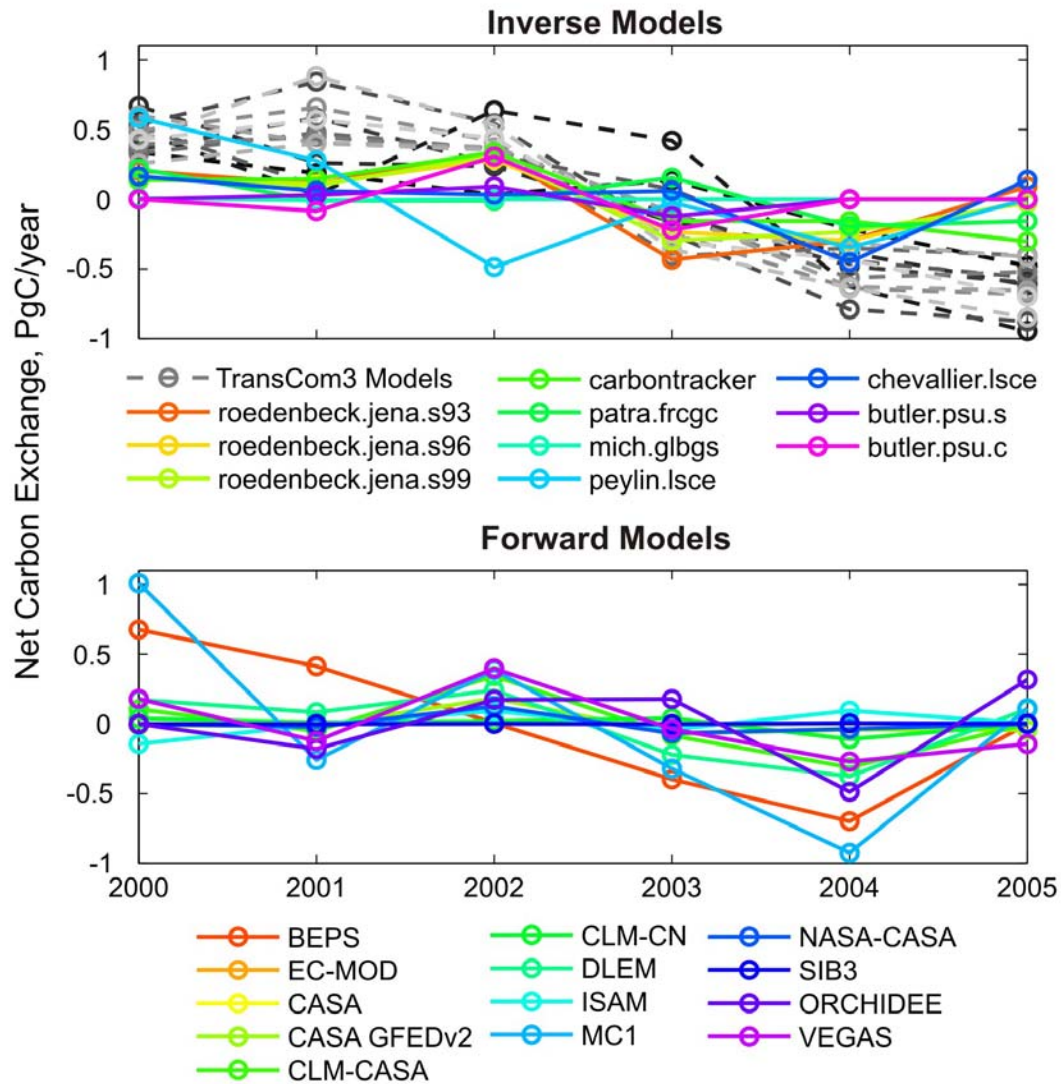 Inverse Models
1
0.5
0
-0.5
-1
Net Carbon Exchange, PgC/year
TransCom3 Models
roedenbeck.jena.s93
roedenbeck.jena.s96
roedenbeck.jena.s99
carbontracker
patra.frcgc
mich.glbgs
peylin.lsce
chevallier.lsce
butler.psu.s
butler.psu.c
Forward Models
1
0.5
0
-0.5
-1
2000 2001 2002 2003 2004 2005
BEPS
EC-MOD
CASA
CASA GFEDv2
CLM-CASA
CLM-CN
DLEM
ISAM
MC1
NASA-CASA
SIB3
ORCHIDEE
VEGAS